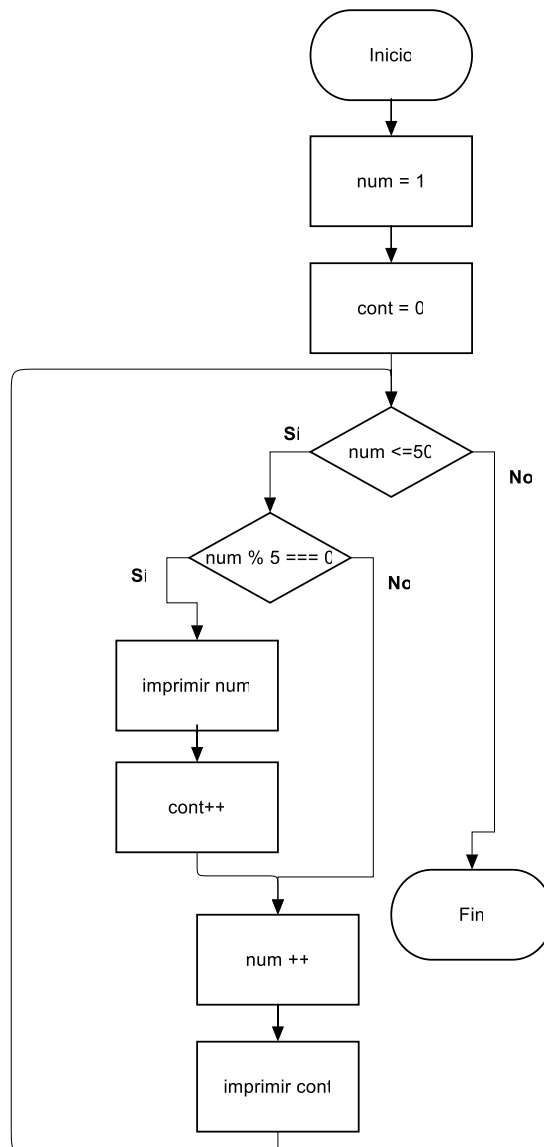 Inicio
num = 1
cont = 0
num <=50
Si
No
num % 5 === 0
Si
No
imprimir num
cont++
num ++
Fin
imprimir cont